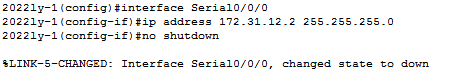 2022ly-1(config)#interface Serial0/0/0
2022ly-1(config-if)#ip address 172.31.12.2 255.255.255.0
2022ly-1(config-if)#no shutdown
%LINK-5-CHANGED: Interface Serial0/0/0, changed state to down